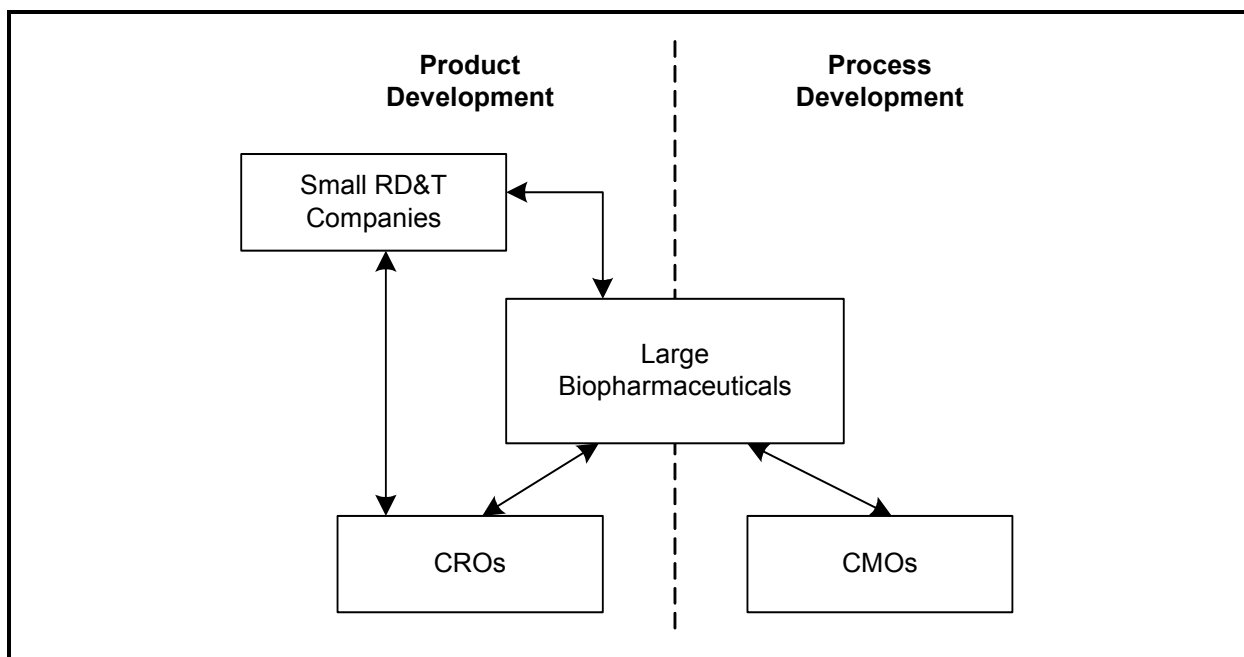 Product
Development
Process
Development
Small RD&T
Companies
Large
Biopharmaceuticals
CROs
CMOs